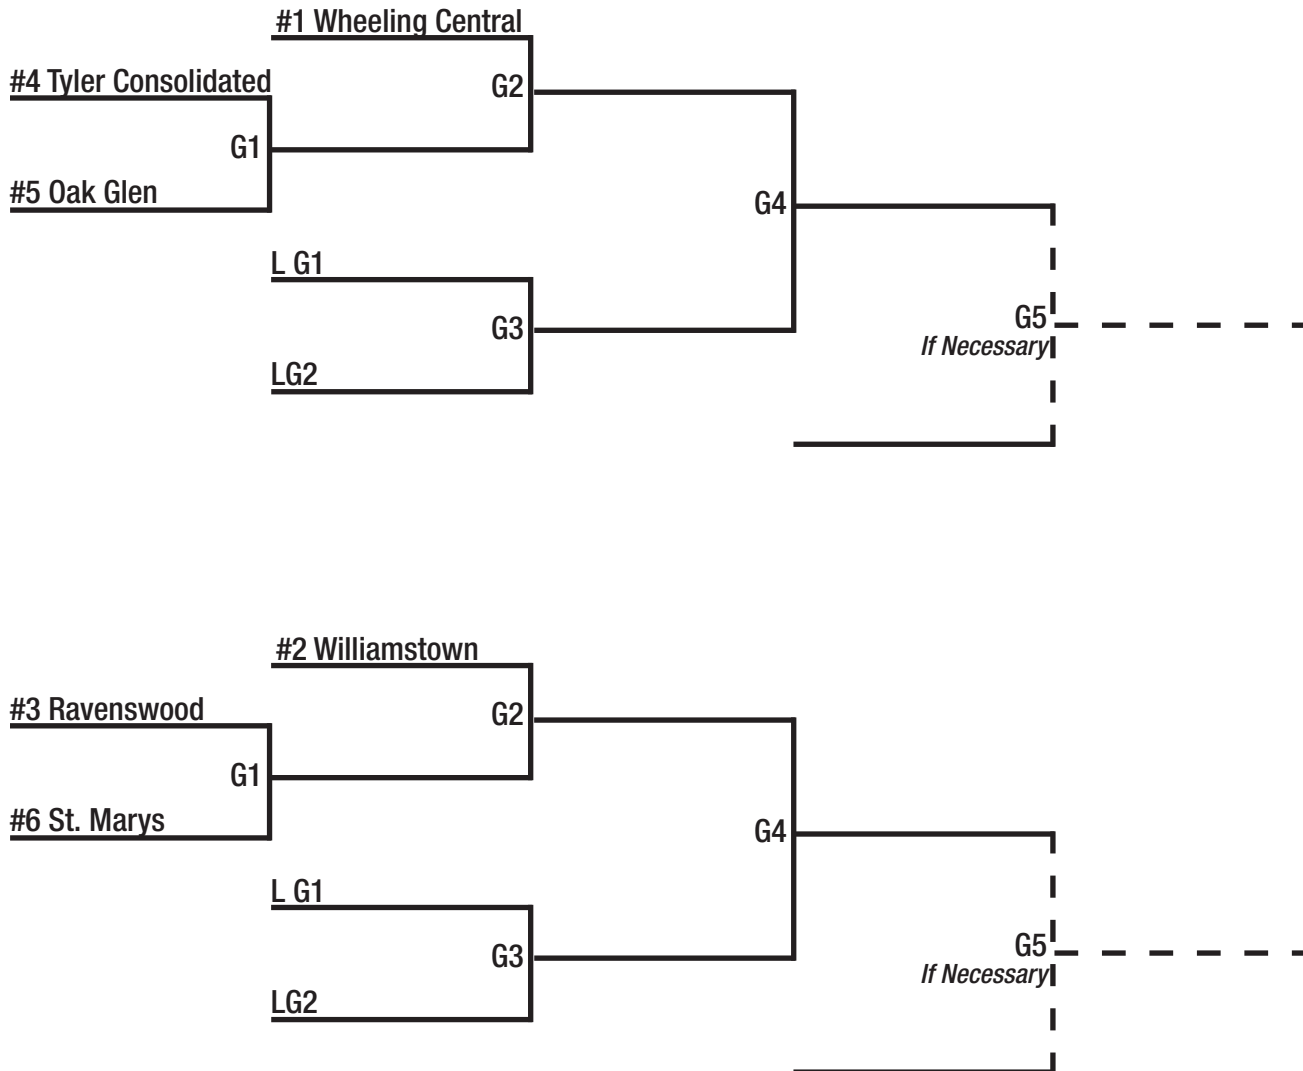 #1 Wheeling Central
#4 Tyler Consolidated
G2
G1
#5 Oak Glen
G4
L G1
G5
G3
If Necessary
LG2
#2 Williamstown
#3 Ravenswood
G2
G1
#6 St. Marys
G4
L G1
G5
G3
If Necessary
LG2